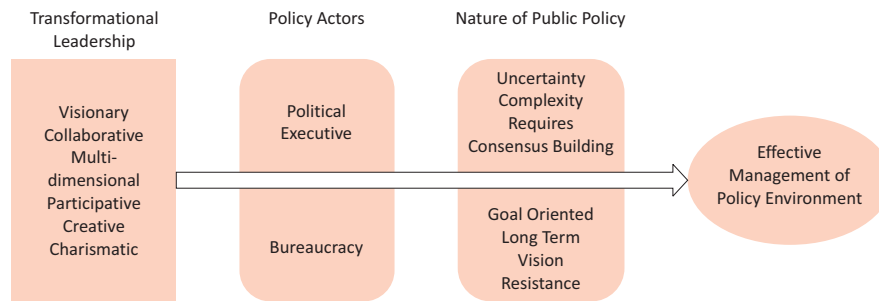 Transformational
Leadership
Policy Actors
Nature of Public Policy
Visionary
Collaborative
Multi-
dimensional
Participative
Creative
Charismatic
Political
Executive
Bureaucracy
Uncertainty
Complexity
Requires
Consensus Building
Goal Oriented
Long Term
Vision
Resistance
Effective
Management of
Policy Environment